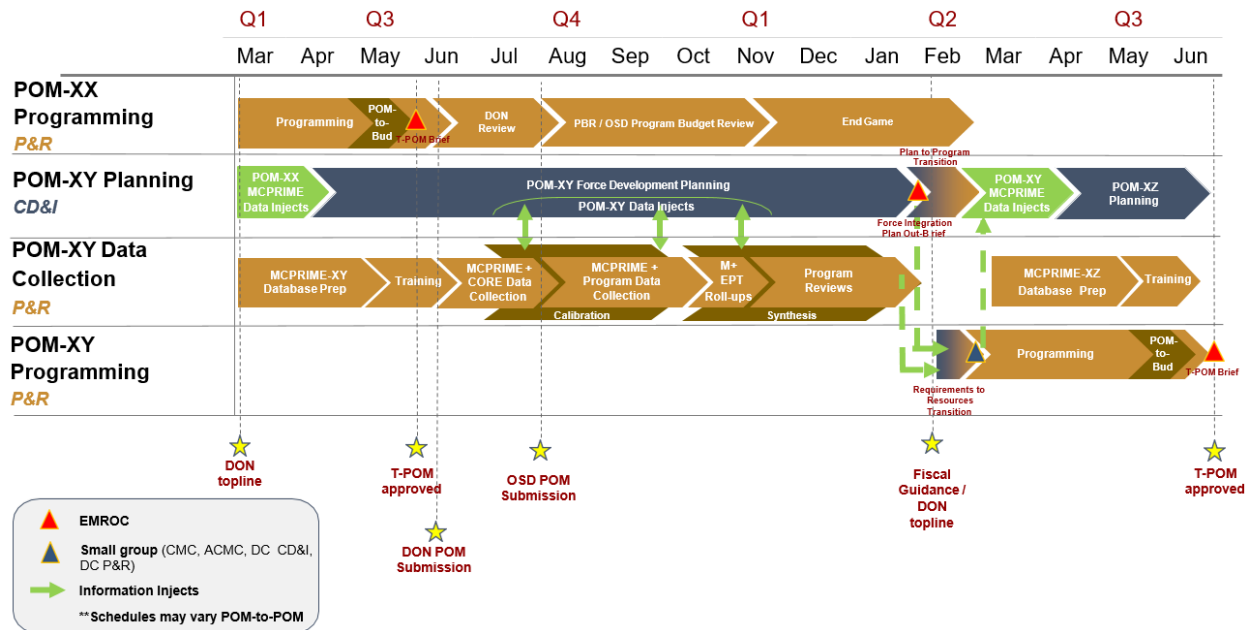 Q1 Q3 Q4 Q1 Q2 Q3
Mar Apr May Jun Jul Aug Sep Oct Nov Dec Jan Feb Mar Apr May Jun
POM-XX
Programming
P&R
Programming
POM-
to-
Bud
T-POM Brief
DON
Review
PBR / OSD Program Budget Review
End Game
Plan to Program
Transition
POM-XY Planning
CD&I
POM-XX
MCPRIME
Data Injects
POM-XY Force Development Planning
POM-XY Data Injects
Force Integration
Plan Out-Brief
POM-XY
MCPRIME
Data Injects
POM-XZ
Planning
POM-XY Data
Collection
P&R
MCPRIME-XY
Database Prep
Training
MCPRIME +
CORE Data
Collection
MCPRIME +
Program Data
Collection
M+
EPT
Roll-ups
Program
Reviews
Calibration
Synthesis
MCPRIME-XZ
Database Prep
Training
POM-XY
Programming
P&R
Requirements to
Resources
Transition
Programming
POM-
to-
Bud
T-POM Brief
DON
topline
T-POM
approved
DON POM
Submission
OSD POM
Submission
Fiscal
Guidance /
DON
topline
T-POM
approved
EMROC
Small group (CMC, ACMC, DC CD&I,
DC P&R)
Information Injects
**Schedules may vary POM-to-POM